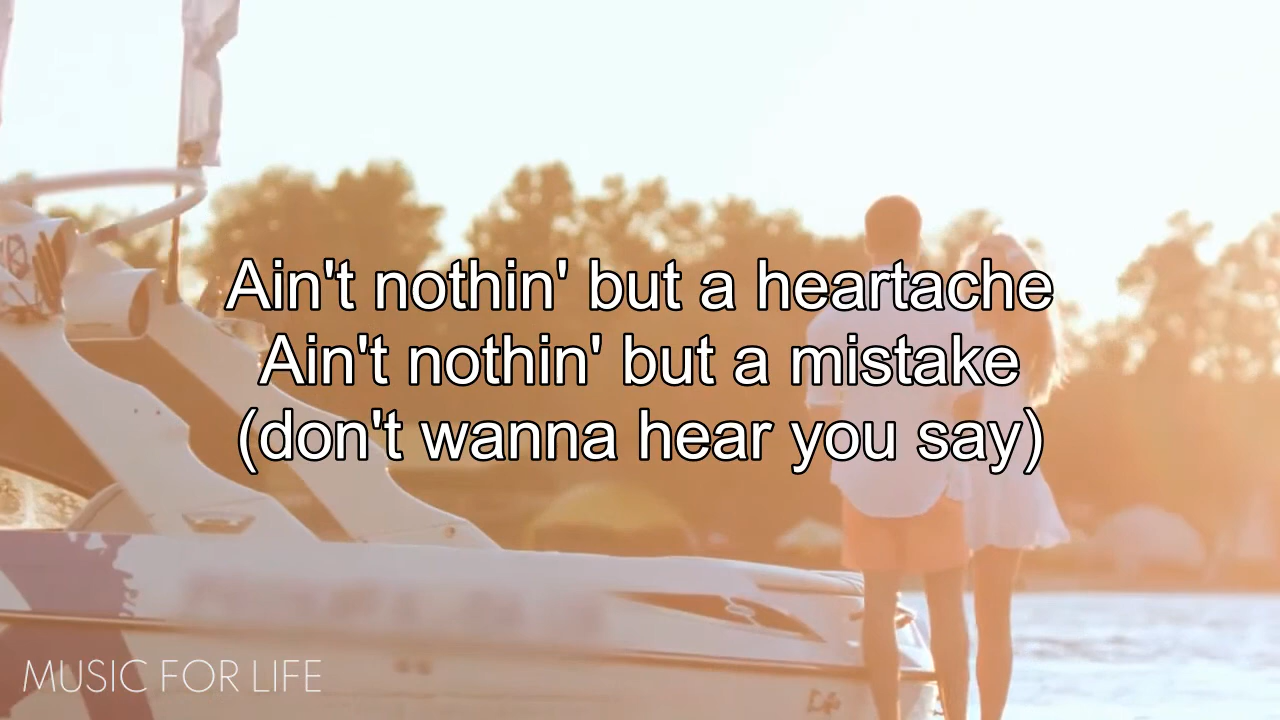 Ain't nothin' but a heartache
Ain't nothin' but a mistake
(don't wanna hear you say)
MUSIC FOR LIFE